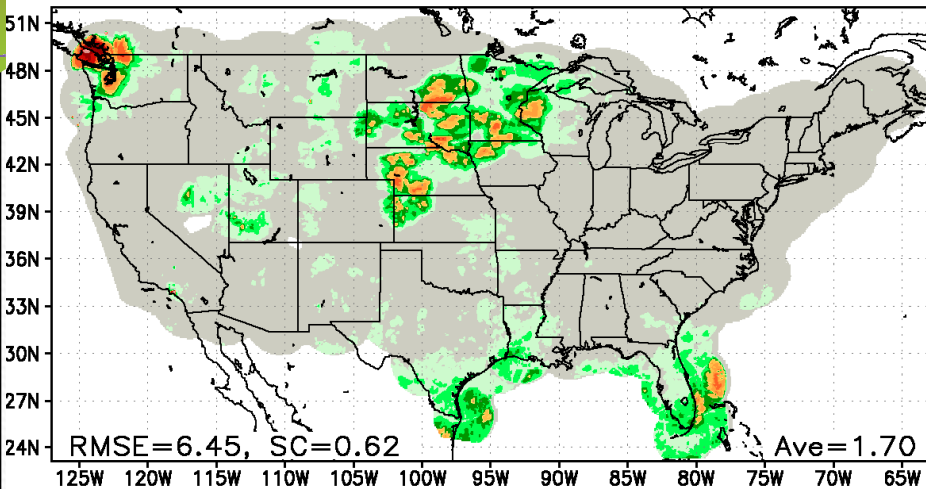 51N
48N
45N
42N
39N
36N
33N
30N
27N
24N
RMSE=6.45, SC=0.62
Ave=1.70
125W 120W 115W 110W 105W 100W 95W 90W 85W 80W 75W 70W 65W